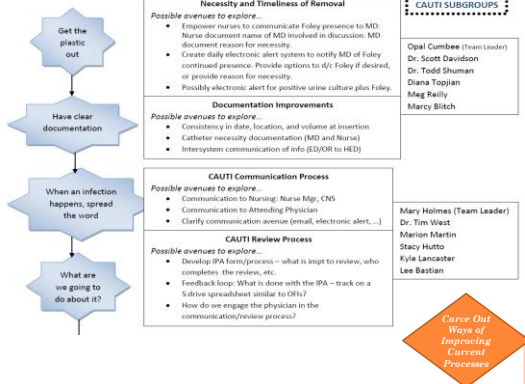 Get the
plastic
out
Necessity and Timeliness of Removal
Possible avenues to explore...
• Empower nurses to communicate Foley presence to MD.
Nurse document name of MD involved in discussion. MD
document reason for necessity.
• Create daily electronic alert system to notify MD of Foley
continued presence. Provide options to d/c Foley if desired,
or provide reason for necessity.
• Possibly electronic alert for positive urine culture plus Foley.
CAUTI SUBGROUPS
Opal Cumbee (Team Leader)
Dr. Scott Davidson
Dr. Todd Shuman
Diana Topjian
Meg Reilly
Marcy Blitch
Have clear
documentation
Documentation Improvements
Possible avenues to explore...
• Consistency in date, location, and volume at insertion
• Catheter necessity documentation (MD and Nurse)
• Intersystem communication of info (ED/OR to HED)
When an infection
happens, spread
the word
CAUTI Communication Process
Possible avenues to explore...
• Communication to Nursing: Nurse Mgr, CNS
• Communication to Attending Physician
• Clarify communication avenue (email, electronic alert, ...)
Mary Holmes (Team Leader)
Dr. Tim West
Marion Martin
Stacy Hutto
Kyle Lancaster
Lee Bastian
What are
we going
to do
about it?
CAUTI Review Process
Possible avenues to explore...
• Develop IPA form/process – what is impt to review, who
completes the review, etc.
• Feedback loop: What is done with the IPA – track on a
S:drive spreadsheet similar to OFIs?
• How do we engage the physician in the
communication/review process?
Carve Out
Ways of
Improving
Current
Processes